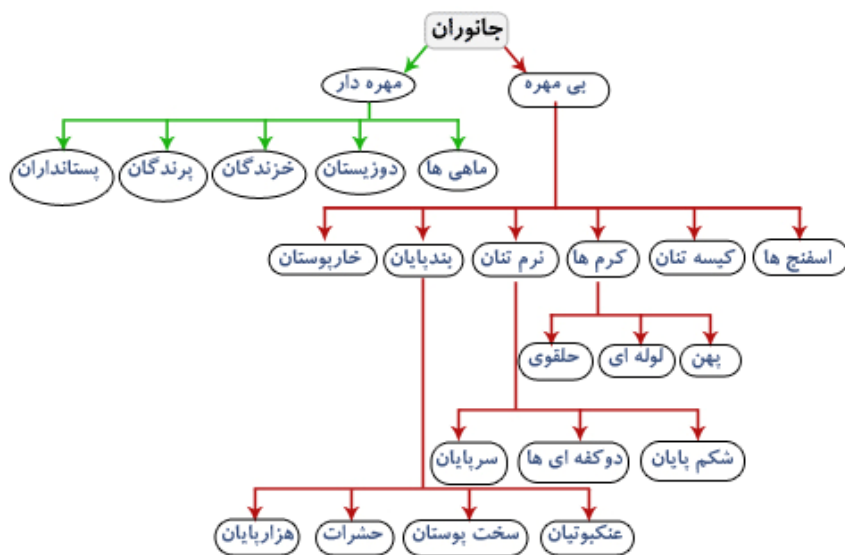 جانوران
بی مهره
مهره دار
ماهی ها
دوزیستان
خزندگان
پرندگان
پستانداران
اسفنج ها
کیسه تنان
کرم ها
نرم تنان
بندپایان
خارپوستان
پهن
لوله ای
حلقوی
شکم پایان
دوکفه ای ها
سرپایان
عنکبوتیان
سخت پوستان
حشرات
هزارپایان